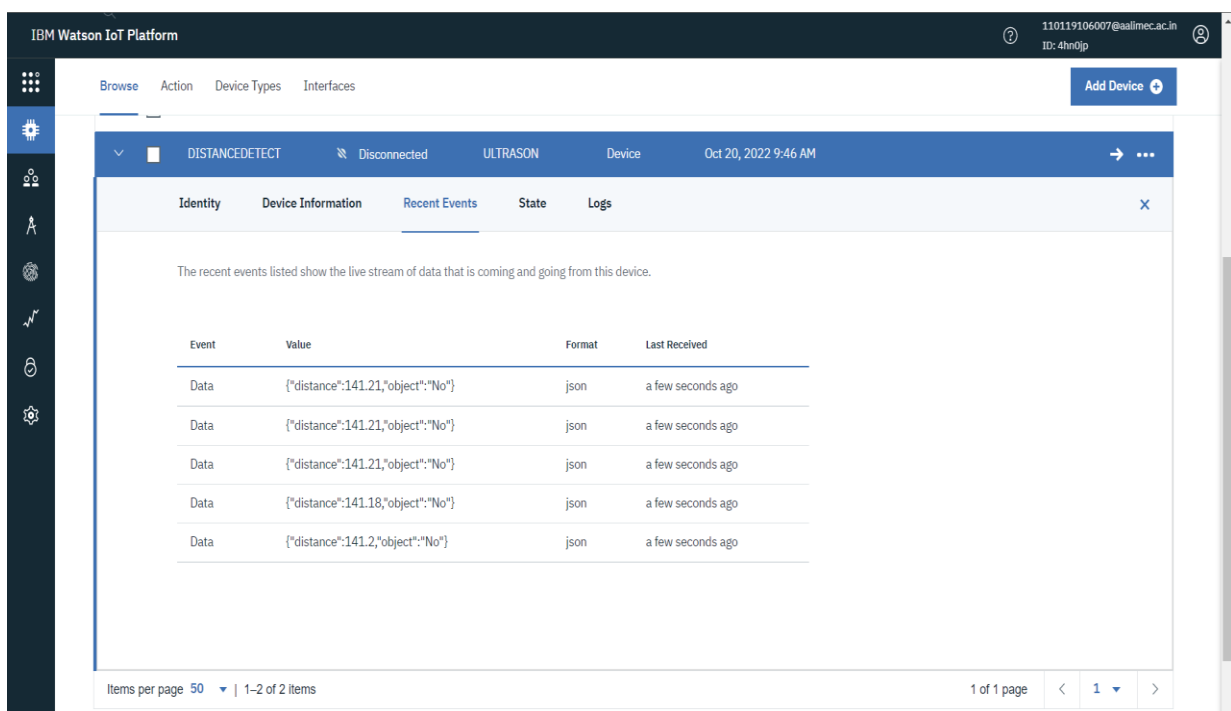 IBM Watson IoT Platform
110119106007@aalimec.ac.in
ID: 4hn0jp
Browse Action Device Types Interfaces
Add Device
DISTANCEDETECT Disconnected ULTRASON Device Oct 20, 2022 9:46 AM
Identity Device Information Recent Events State Logs
The recent events listed show the live stream of data that is coming and going from this device.
Event Value Format Last Received
Data {"distance":141.21,"object":"No"} json a few seconds ago
Data {"distance":141.21,"object":"No"} json a few seconds ago
Data {"distance":141.21,"object":"No"} json a few seconds ago
Data {"distance":141.18,"object":"No"} json a few seconds ago
Data {"distance":141.2,"object":"No"} json a few seconds ago
Items per page 50 | 1–2 of 2 items 1 of 1 page 1